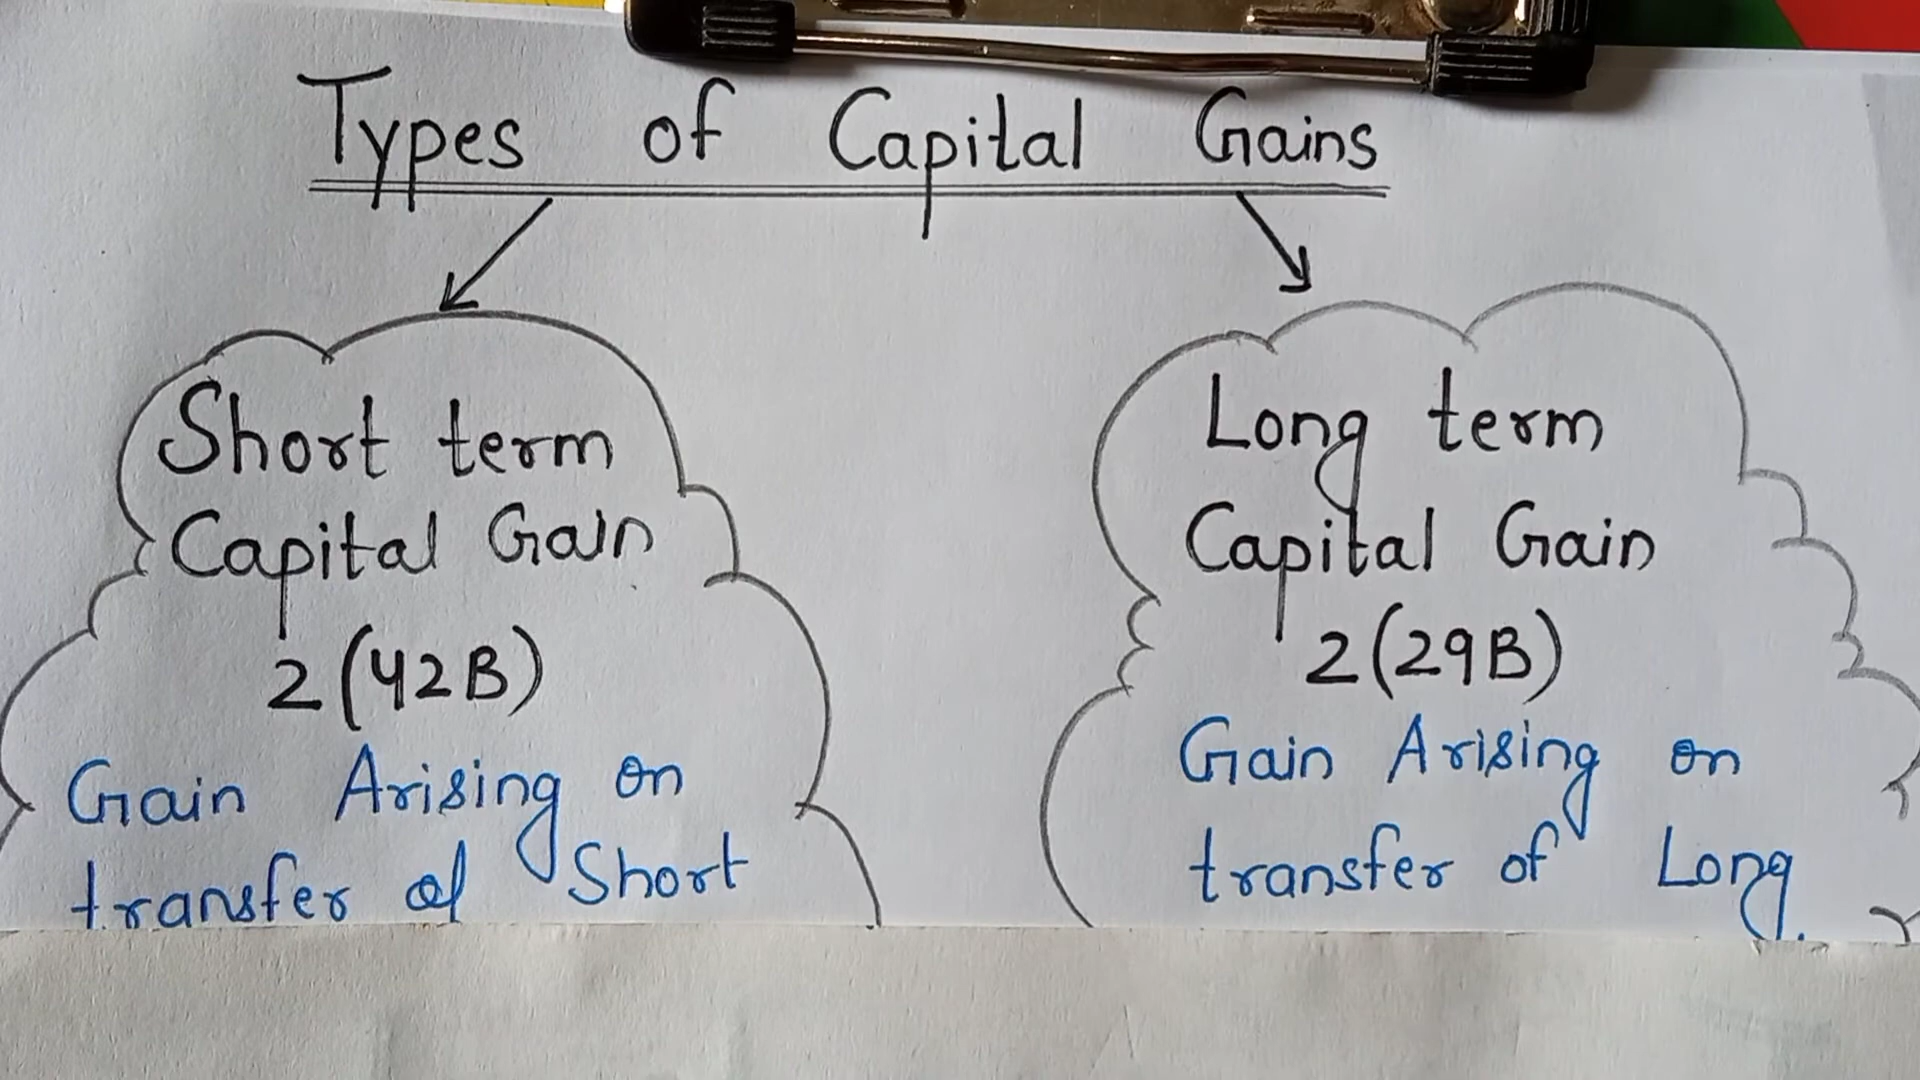 Types of Capital Gains
Short term
Capital Gain
2(42B)
Gain Arising on
transfer of Short
Long term
Capital Gain
2(29B)
Gain Arising on
transfer of Long